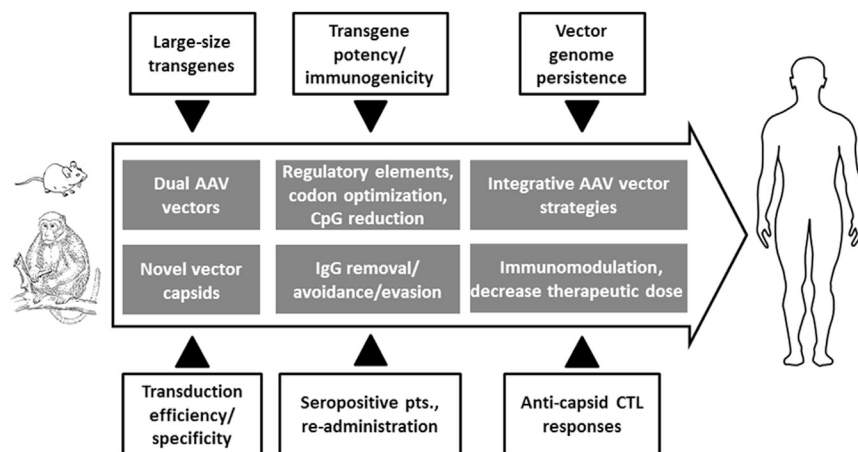 Large-size
transgenes
Transgene
potency/
immunogenicity
Vector
genome
persistence
Dual AAV
vectors
Regulatory elements,
codon optimization,
CpG reduction
Integrative AAV vector
strategies
Novel vector
capsids
IgG removal/
avoidance/evasion
Immunomodulation,
decrease therapeutic dose
Transduction
efficiency/
specificity
Seropositive pts.,
re-administration
Anti-capsid CTL
responses